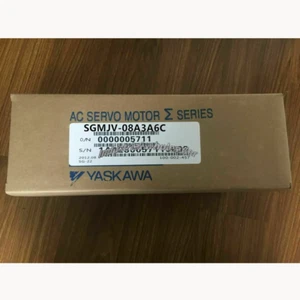 AC SERVO MOTOR Σ SERIES
SGMJV-08A3A6C
O/N 0000005711
S/N
YASKAWA